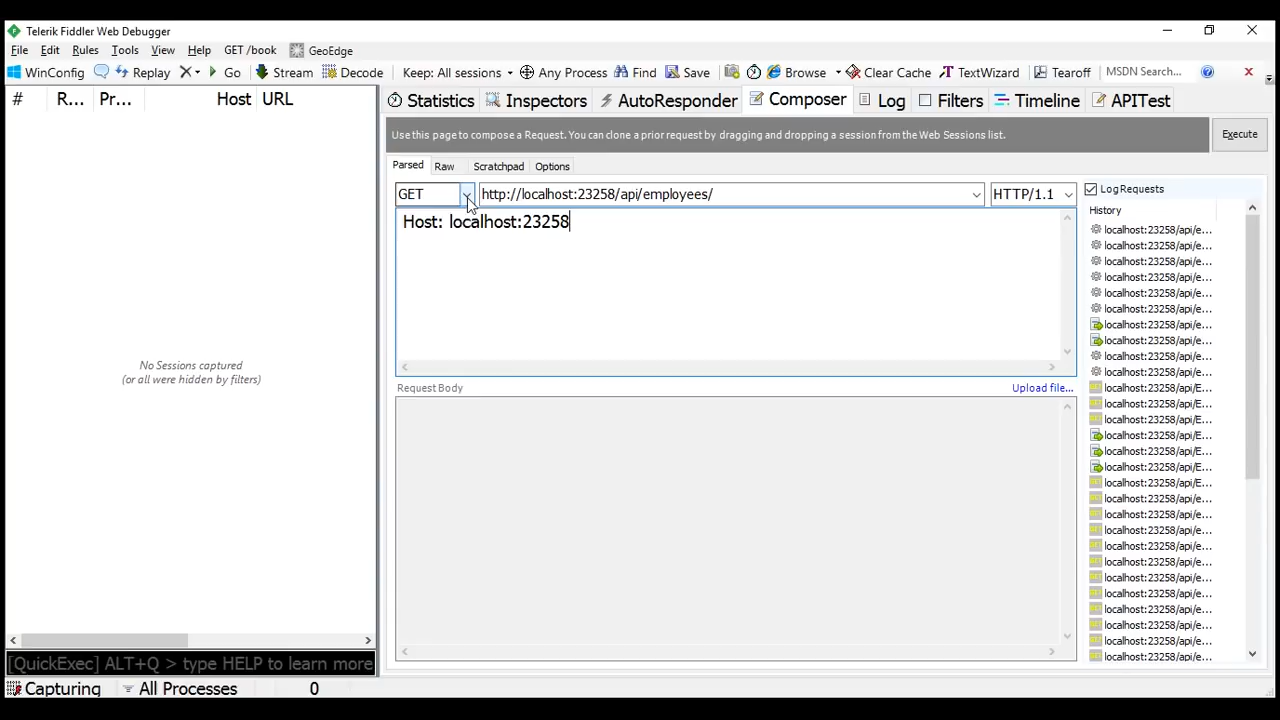 Telerik Fiddler Web Debugger
File Edit Rules Tools View Help GET /book GeoEdge
WinConfig Replay Go Stream Decode Keep: All sessions Any Process Find Save Browse Clear Cache TextWizard Tearoff MSDN Search...
# R... Pr... Host URL
Statistics Inspectors AutoResponder Composer Log Filters Timeline APITest
Use this page to compose a Request. You can clone a prior request by dragging and dropping a session from the Web Sessions list.
Execute
Parsed Raw Scratchpad Options
GET http://localhost:23258/api/employees/ HTTP/1.1
Host: localhost:23258
Log Requests
History
localhost:23258/api/e...
localhost:23258/api/e...
localhost:23258/api/e...
localhost:23258/api/e...
localhost:23258/api/e...
localhost:23258/api/e...
localhost:23258/api/e...
localhost:23258/api/e...
localhost:23258/api/e...
localhost:23258/api/e...
localhost:23258/api/E...
localhost:23258/api/E...
localhost:23258/api/E...
localhost:23258/api/E...
localhost:23258/api/E...
localhost:23258/api/E...
localhost:23258/api/E...
localhost:23258/api/e...
localhost:23258/api/e...
localhost:23258/api/e...
localhost:23258/api/e...
localhost:23258/api/e...
localhost:23258/api/e...
localhost:23258/api/e...
localhost:23258/api/e...
localhost:23258/api/e...
localhost:23258/api/e...
localhost:23258/api/e...
No Sessions captured
(or all were hidden by filters)
Request Body Upload file...
[QuickExec] ALT+Q > type HELP to learn more
Capturing All Processes 0